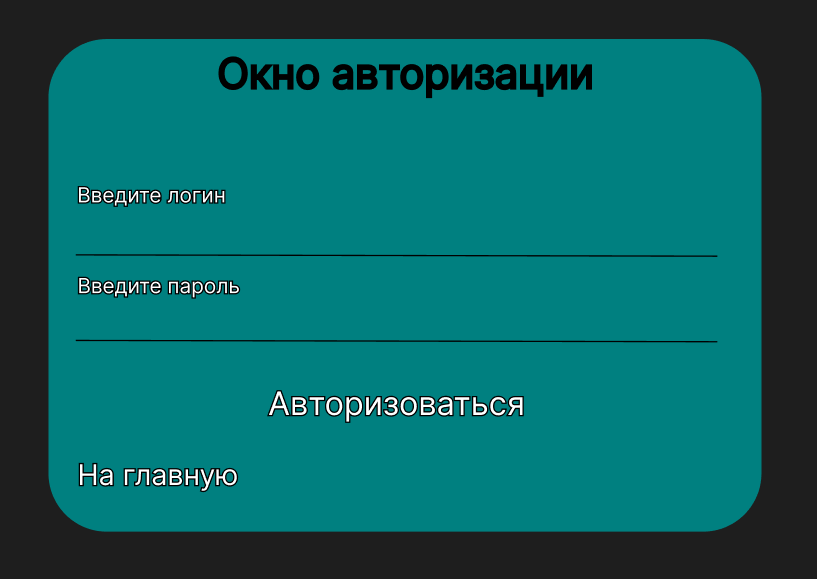 Окно авторизации
Введите логин
Введите пароль
Авторизоваться
На главную